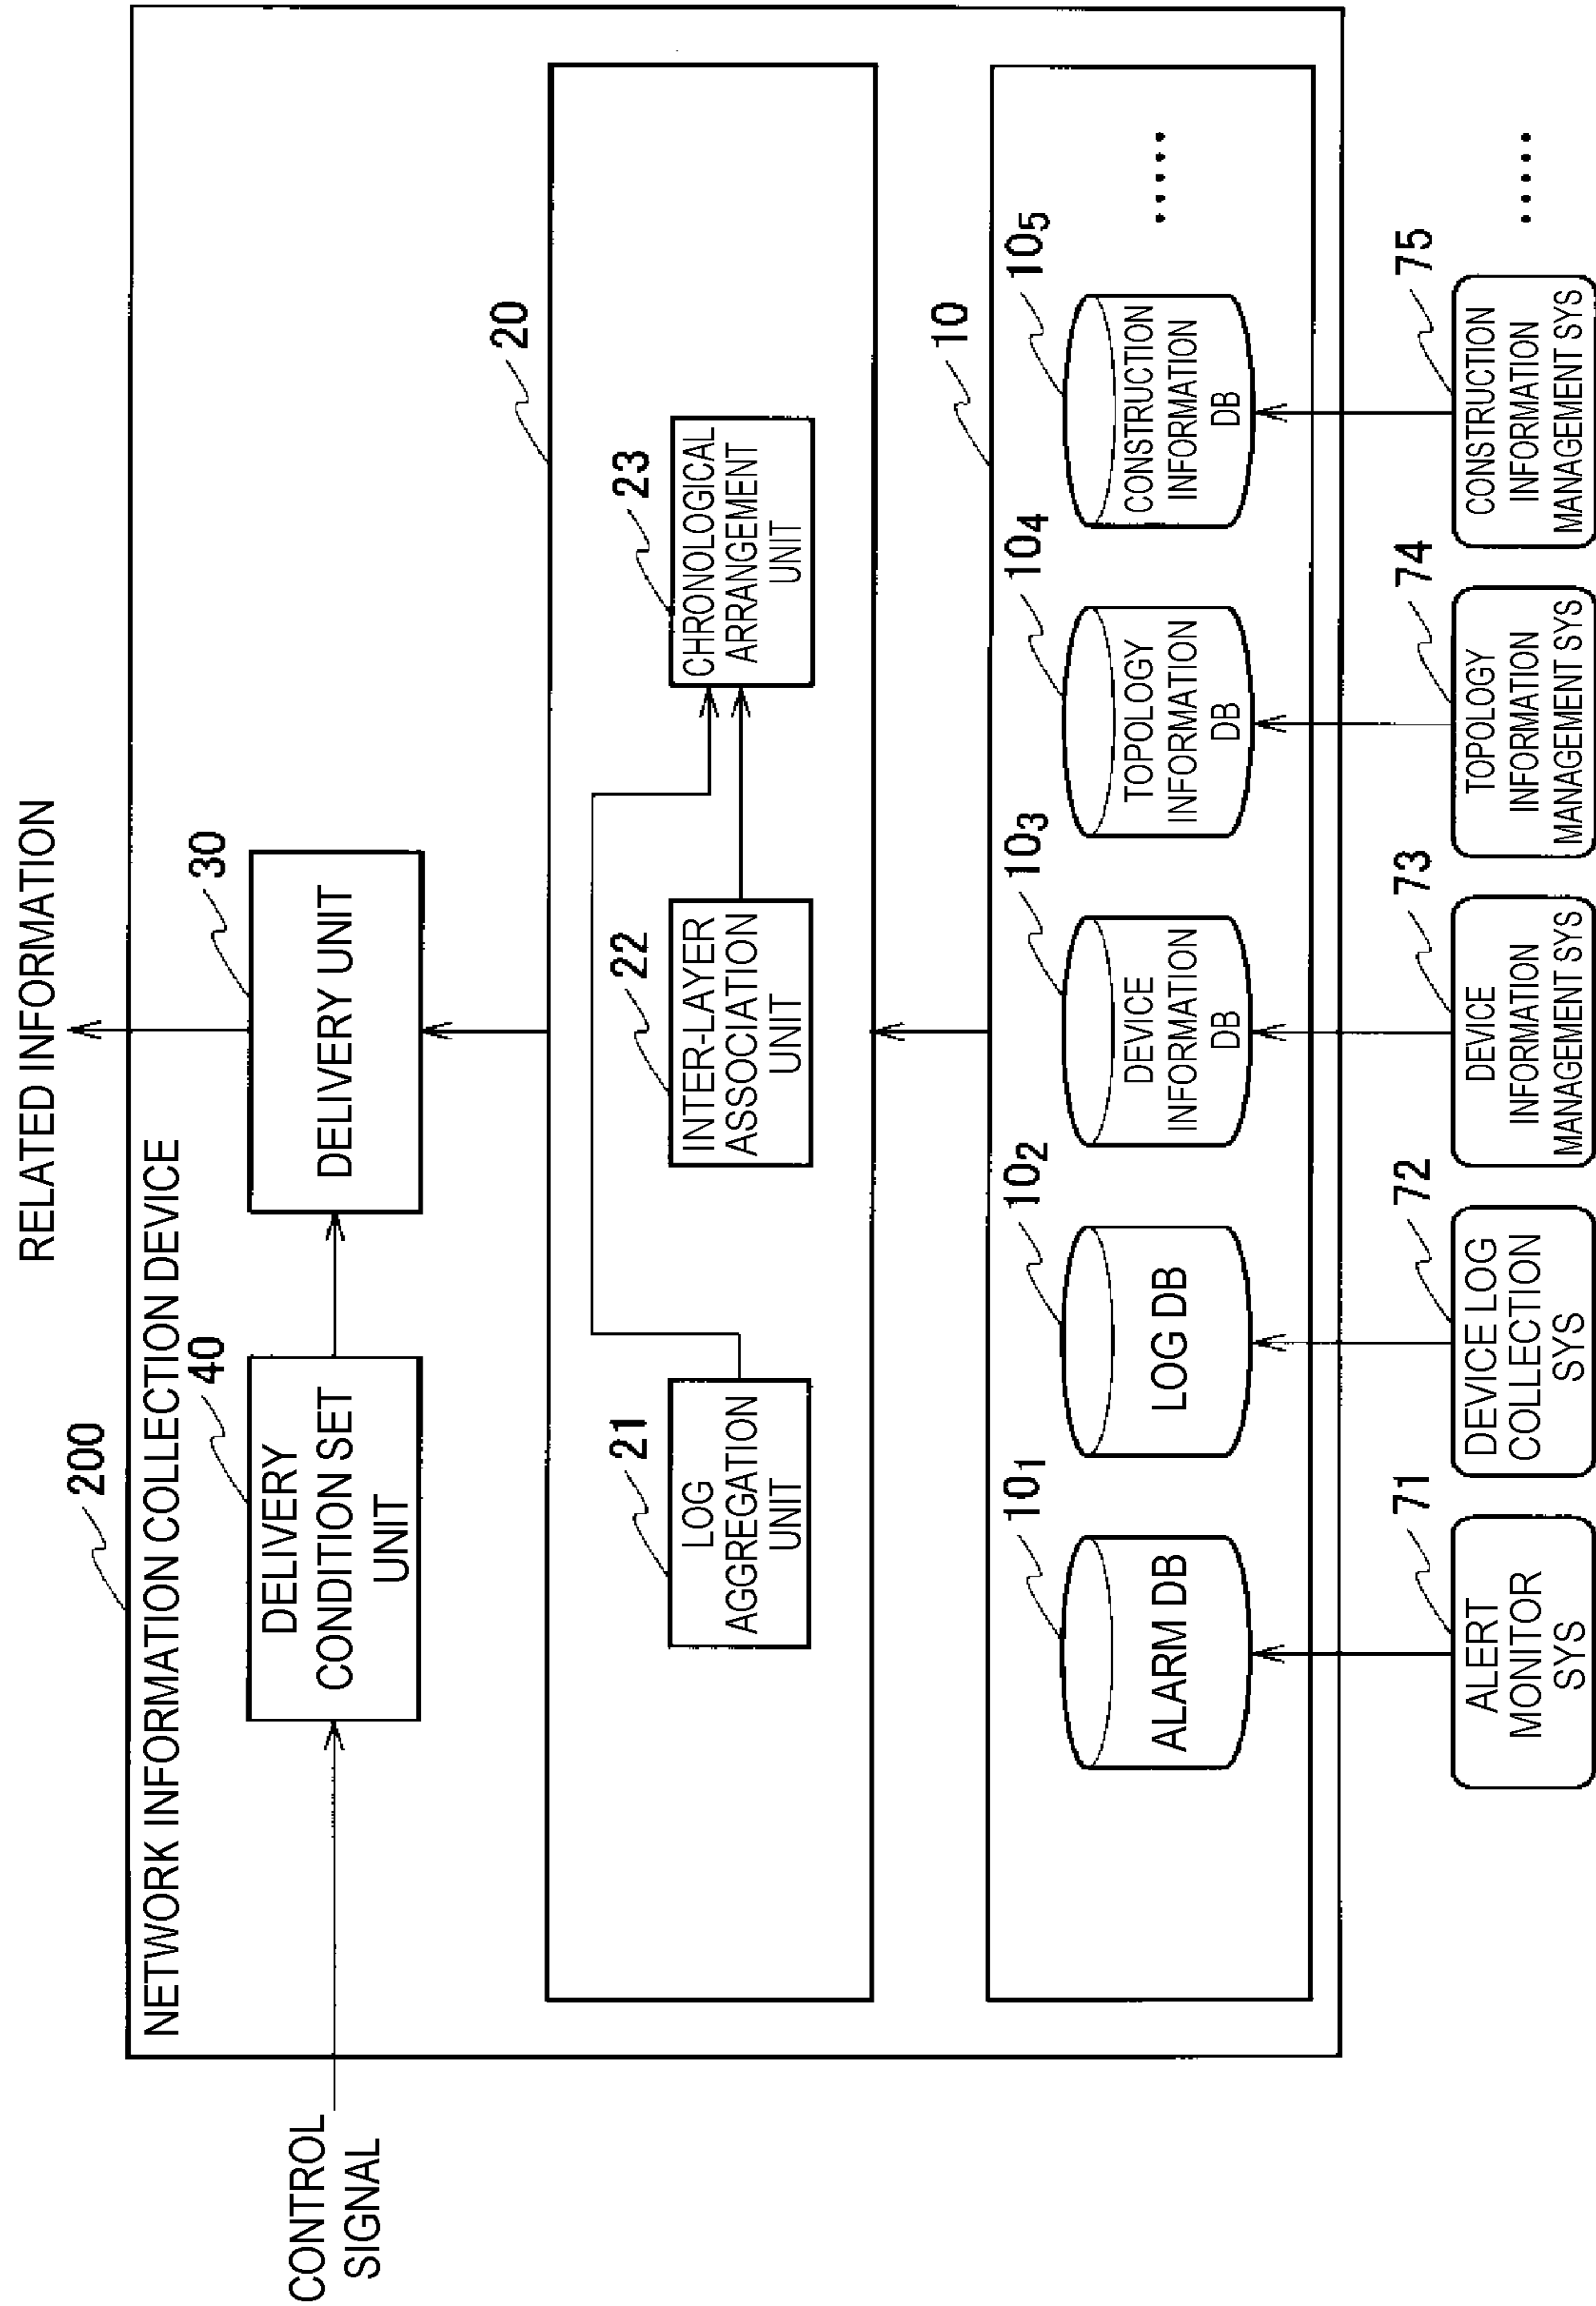 RELATED INFORMATION
200
NETWORK INFORMATION COLLECTION DEVICE
CONTROL
SIGNAL
40
DELIVERY
CONDITION SET
UNIT
30
DELIVERY UNIT
20
21
LOG
AGGREGATION
UNIT
22
INTER-LAYER
ASSOCIATION
UNIT
23
CHRONOLOGICAL
ARRANGEMENT
UNIT
10
10₁
ALARM DB
10₂
LOG DB
10₃
DEVICE
INFORMATION
DB
10₄
TOPOLOGY
INFORMATION
DB
10₅
CONSTRUCTION
INFORMATION
DB
.....
71
ALERT
MONITOR
SYS
72
DEVICE LOG
COLLECTION
SYS
73
DEVICE
INFORMATION
MANAGEMENT SYS
74
TOPOLOGY
INFORMATION
MANAGEMENT SYS
75
CONSTRUCTION
INFORMATION
MANAGEMENT SYS
.....